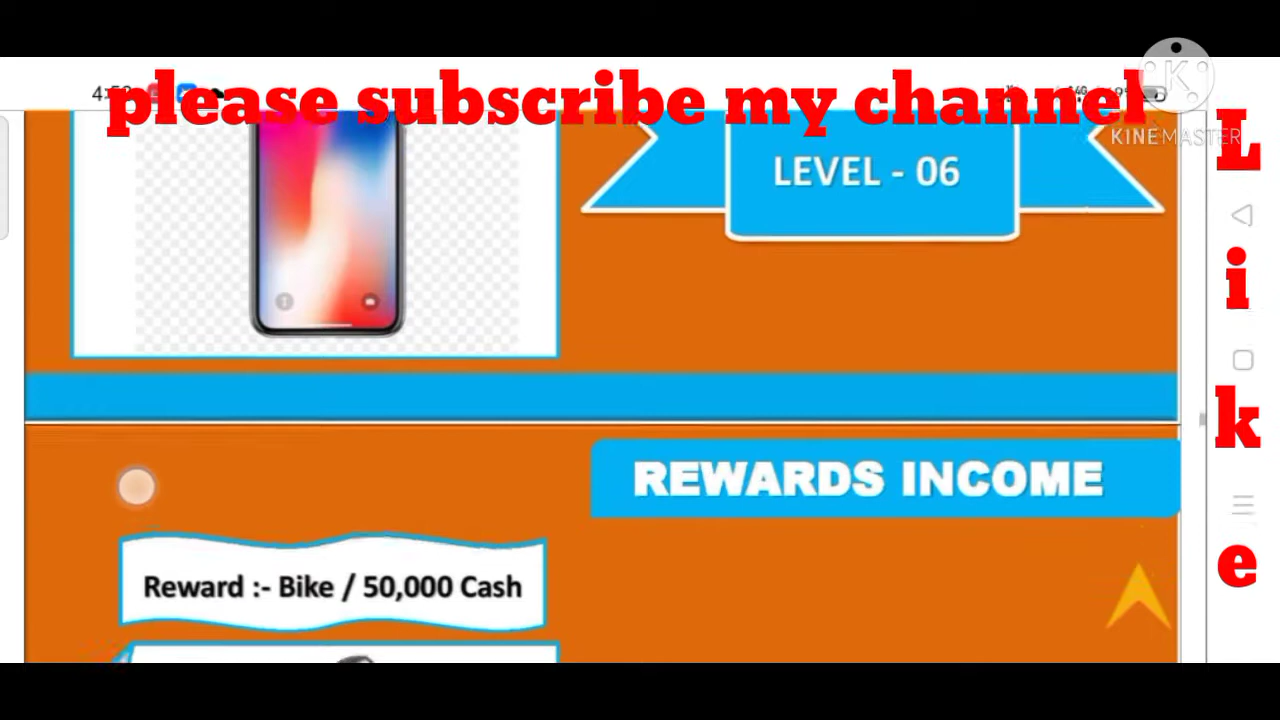 please subscribe my channel
KINEMASTER
LEVEL - 06
REWARDS INCOME
Reward :- Bike / 50,000 Cash
L
i
k
e